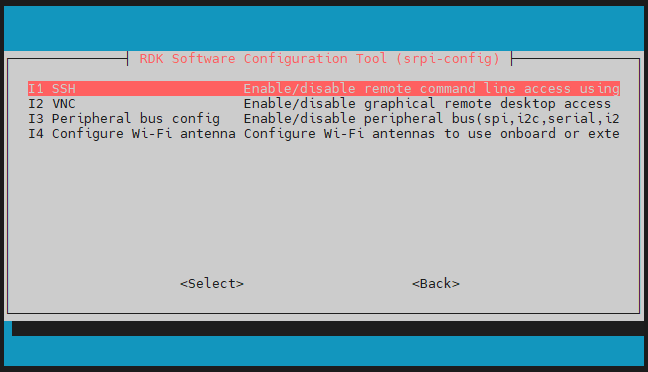 RDK Software Configuration Tool (srpi-config)
I1 SSH Enable/disable remote command line access using
I2 VNC Enable/disable graphical remote desktop access
I3 Peripheral bus config Enable/disable peripheral bus(spi,i2c,serial,i2
I4 Configure Wi-Fi antenna Configure Wi-Fi antennas to use onboard or exte
<Select> <Back>